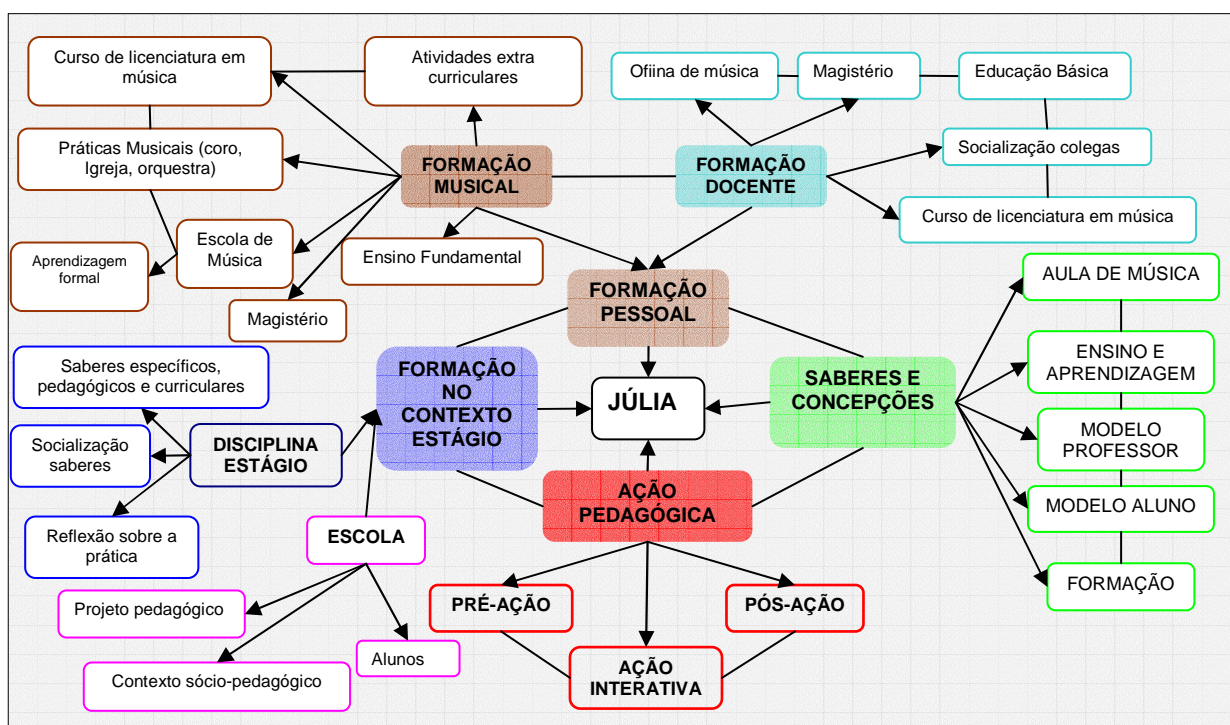 Curso de licenciatura em
música
Atividades extra
curriculares
Ofiina de música
Magistério
Educação Básica
Práticas Musicais (coro,
Igreja, orquestra)
FORMAÇÃO
MUSICAL
FORMAÇÃO
DOCENTE
Socialização colegas
Curso de licenciatura em música
Escola de
Música
Ensino Fundamental
Aprendizagem
formal
Magistério
FORMAÇÃO
PESSOAL
AULA DE MÚSICA
Saberes específicos,
pedagógicos e curriculares
FORMAÇÃO
NO
CONTEXTO
ESTÁGIO
JÚLIA
SABERES E
CONCEPÇÕES
ENSINO E
APRENDIZAGEM
Socialização
saberes
DISCIPLINA
ESTÁGIO
MODELO
PROFESSOR
AÇÃO
PEDAGÓGICA
MODELO ALUNO
Reflexão sobre a
prática
ESCOLA
FORMAÇÃO
Projeto pedagógico
PRÉ-AÇÃO
PÓS-AÇÃO
Alunos
Contexto sócio-pedagógico
AÇÃO
INTERATIVA